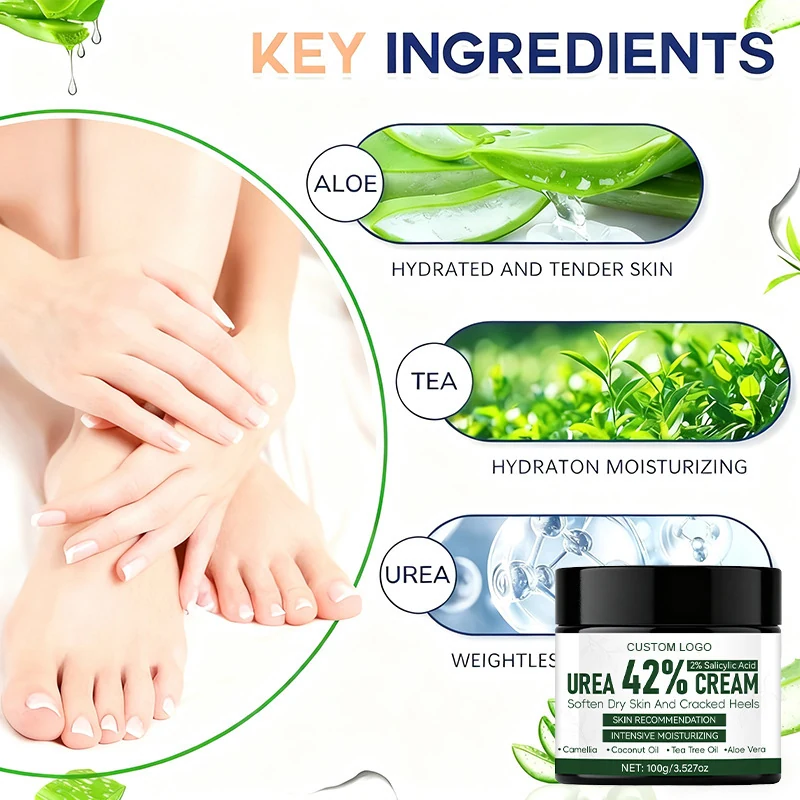 KEY INGREDIENTS
ALOE
HYDRATED AND TENDER SKIN
TEA
HYDRATON MOISTURIZING
UREA
CUSTOM LOGO
2% Salicylic Acid
UREA 42% CREAM
Soften Dry Skin And Cracked Heels
SKIN RECOMMENDATION
INTENSIVE MOISTURIZING
•Camellia •Coconut Oil •Tea Tree Oil •Aloe Vera
NET: 100g/3.527oz